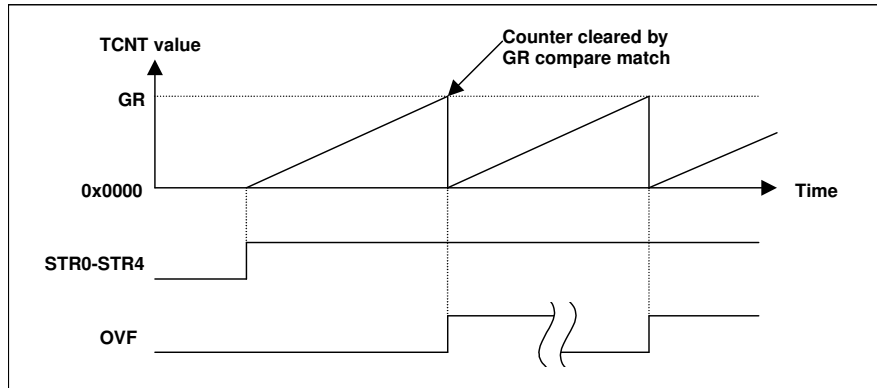 TCNT value
Counter cleared by
GR compare match
GR
0x0000
Time
STR0-STR4
OVF